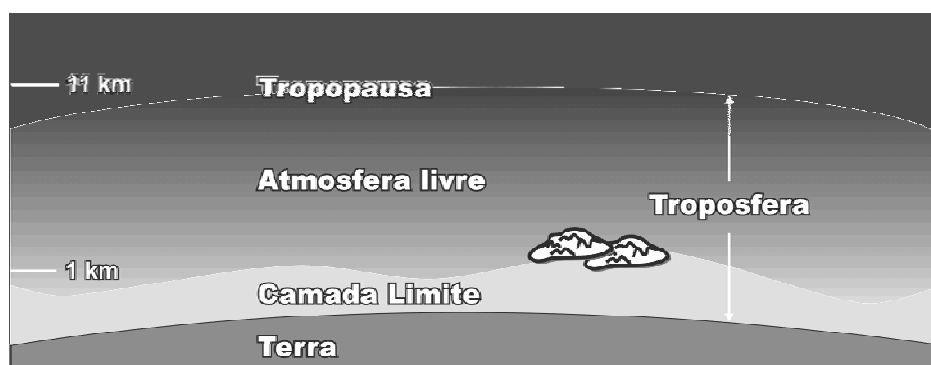 11 km
Tropopausa
Atmosfera livre
Troposfera
1 km
Camada Limite
Terra